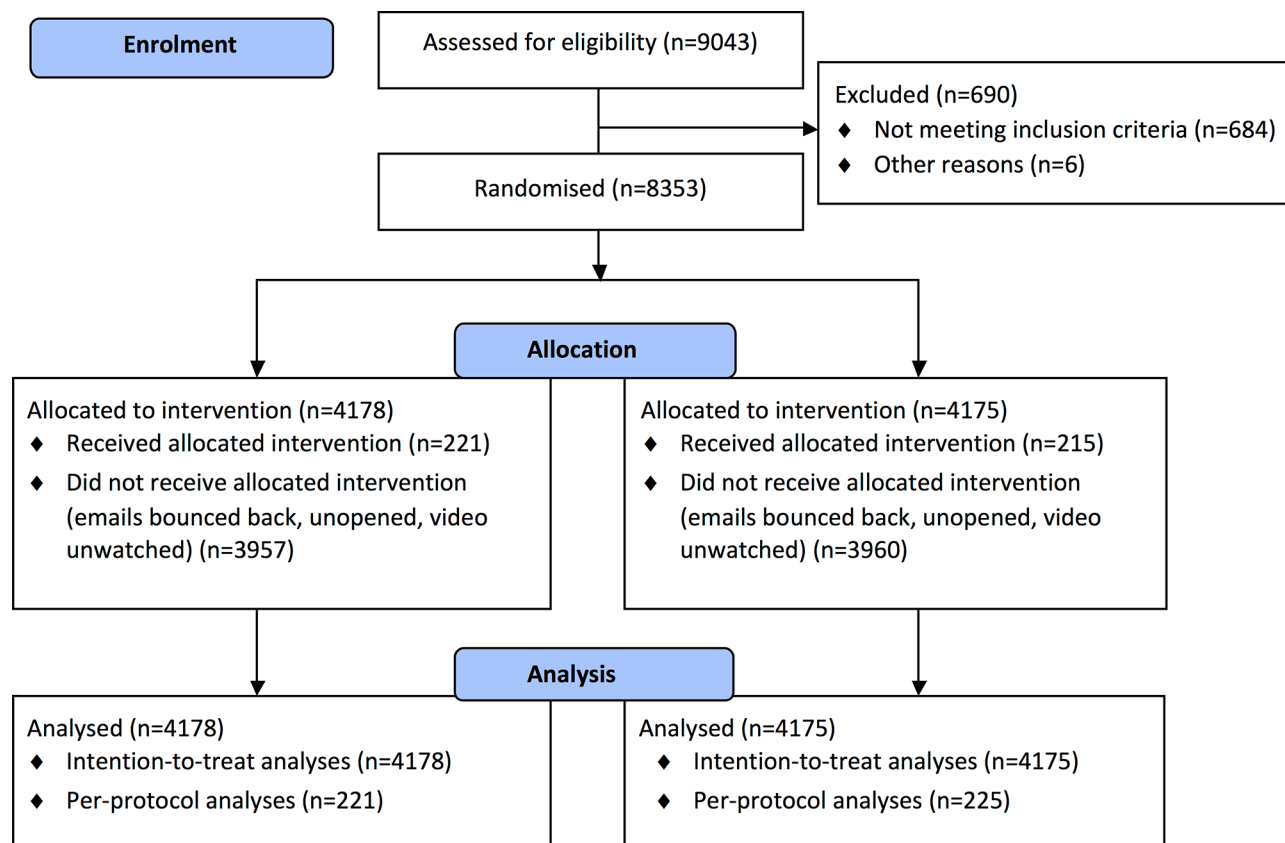 Enrolment
Assessed for eligibility (n=9043)
Excluded (n=690)
♦ Not meeting inclusion criteria (n=684)
♦ Other reasons (n=6)
Randomised (n=8353)
Allocation
Allocated to intervention (n=4178)
♦ Received allocated intervention (n=221)
♦ Did not receive allocated intervention
(emails bounced back, unopened, video
unwatched) (n=3957)
Allocated to intervention (n=4175)
♦ Received allocated intervention (n=215)
♦ Did not receive allocated intervention
(emails bounced back, unopened, video
unwatched) (n=3960)
Analysis
Analysed (n=4178)
♦ Intention-to-treat analyses (n=4178)
♦ Per-protocol analyses (n=221)
Analysed (n=4175)
♦ Intention-to-treat analyses (n=4175)
♦ Per-protocol analyses (n=225)